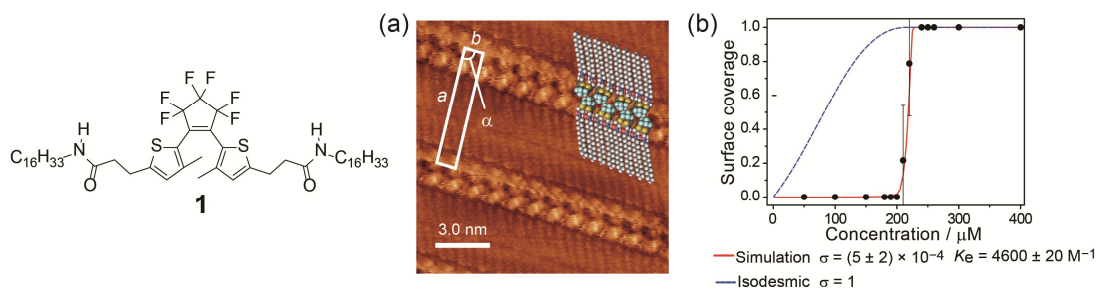 (a)
(b)
F F
F F
F F
H
N
C₁₆H₃₃
O
S
S
H
N
C₁₆H₃₃
O
1
b
a
α
3.0 nm
Surface coverage
1.0
0.8
0.6
0.4
0.2
0.0
0
200
300
400
Concentration / μM
Simulation σ = (5 ± 2) × 10⁻⁴ Ke = 4600 ± 20 M⁻¹
Isodesmic σ = 1